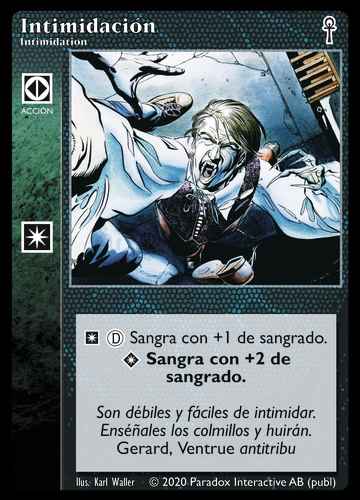 Intimidación
Intimidation
ACCIÓN
D Sangra con +1 de sangrado.
Sangra con +2 de
sangrado.
Son débiles y fáciles de intimidar.
Enséñales los colmillos y huirán.
Gerard, Ventrue antitribu
Ilus: Karl Waller © 2020 Paradox Interactive AB (publ)